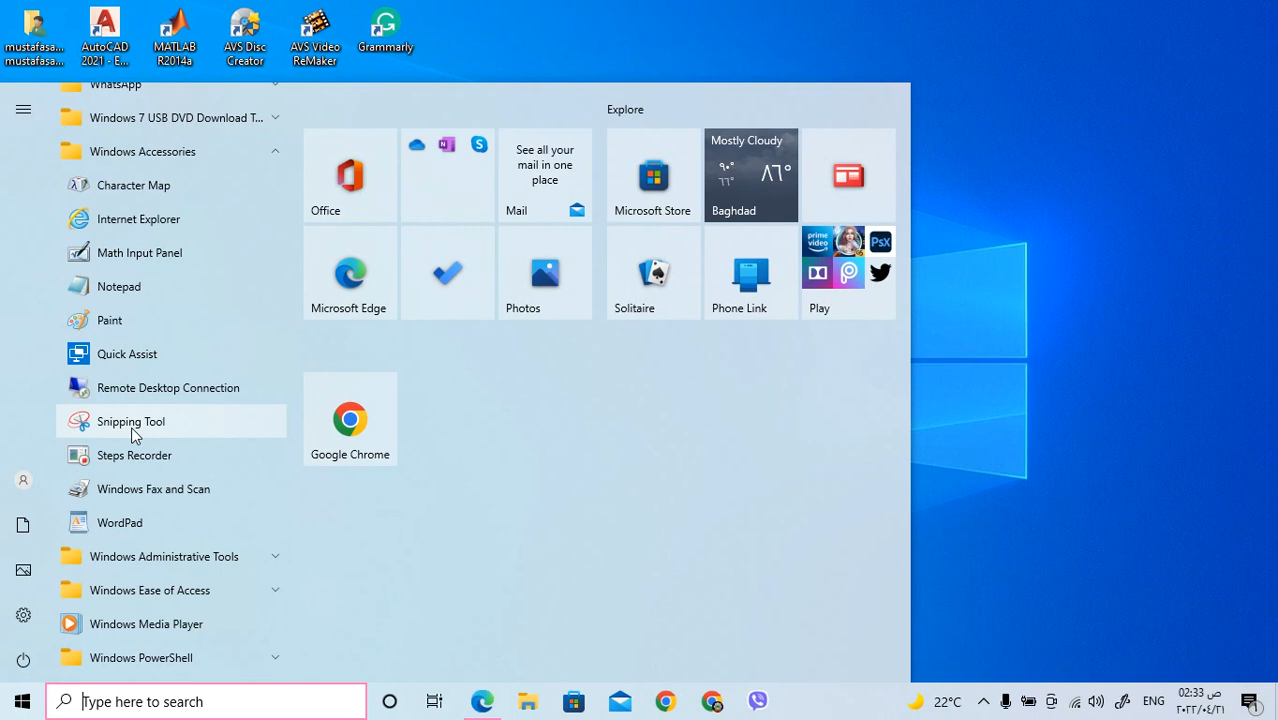 mustafasa...
mustafasa...
AutoCAD
2021 - E...
MATLAB
R2014a
AVS Disc
Creator
AVS Video
ReMaker
Grammarly
WhatsApp
Windows 7 USB DVD Download T...
Windows Accessories
Character Map
Internet Explorer
Math Input Panel
Notepad
Paint
Quick Assist
Remote Desktop Connection
Snipping Tool
Steps Recorder
Windows Fax and Scan
WordPad
Windows Administrative Tools
Windows Ease of Access
Windows Media Player
Windows PowerShell
Office
See all your
mail in one
place
Mail
Microsoft Edge
Photos
Google Chrome
Explore
Microsoft Store
Mostly Cloudy
٩٠°
٦٦°
٨٦°
Baghdad
Solitaire
Phone Link
prime
video
PsX
Play
Type here to search
22°C
ENG
02:33 ص
٢٠٢٢/٠٤/٢١
1